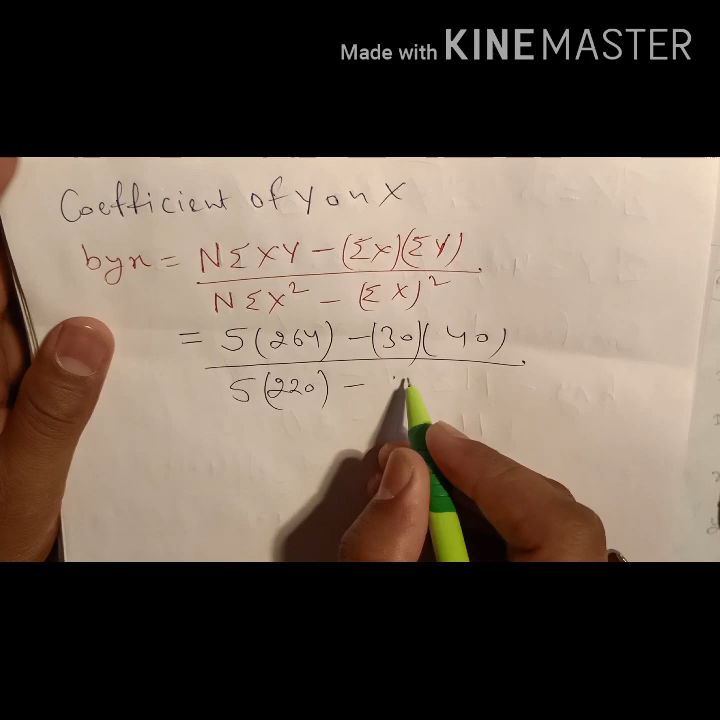 Made with KINEMASTER
Coefficient of Y on X
byx = NΣXY - (ΣX)(ΣY)
NΣX² - (ΣX)²
= 5(264) - (30)(40)
5(220) -